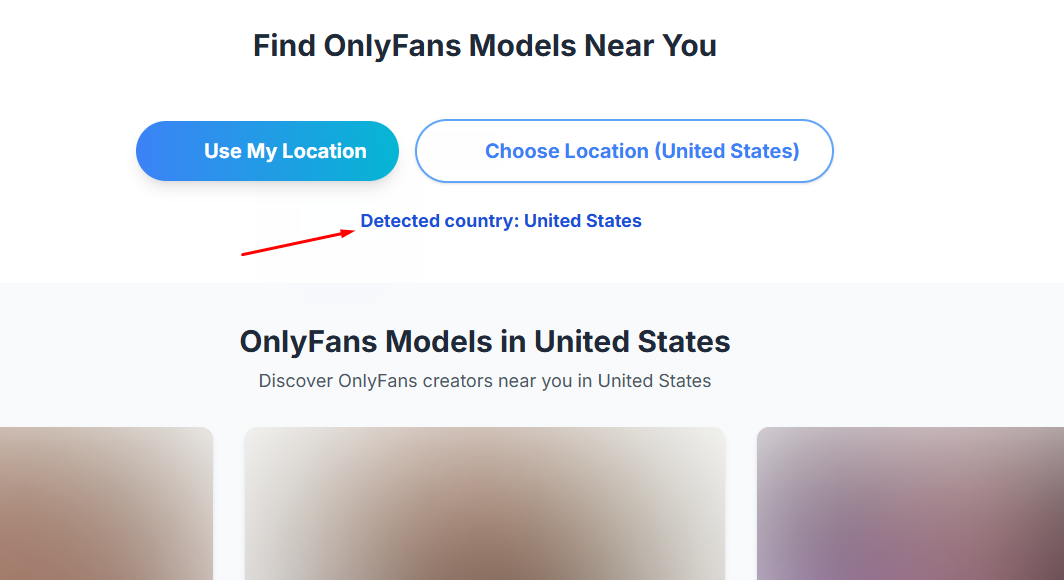 Find OnlyFans Models Near You
Use My Location
Choose Location (United States)
Detected country: United States
OnlyFans Models in United States
Discover OnlyFans creators near you in United States